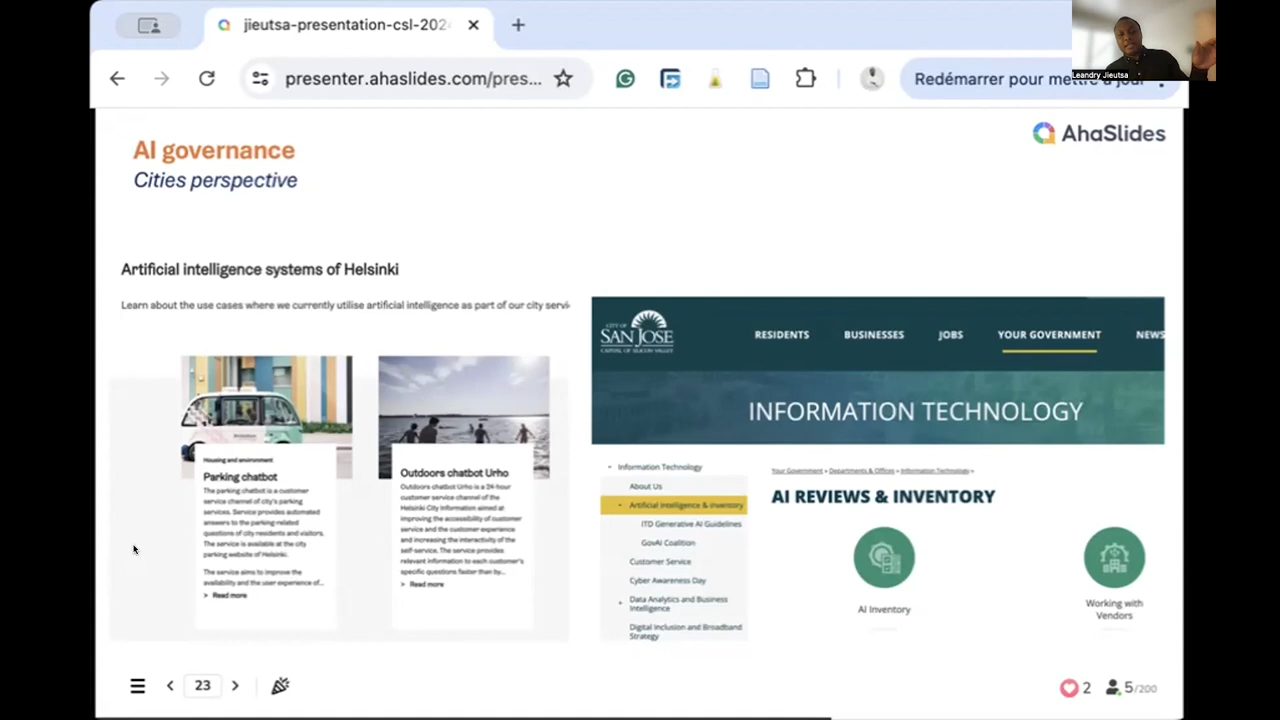 jieutsa-presentation-csl-202
presenter.ahaslides.com/pres...
Redémarrer pour mettre à jour
Leandry Jieutsa
AI governance
Cities perspective
AhaSlides
Artificial intelligence systems of Helsinki
Learn about the use cases where we currently utilise artificial intelligence as part of our city servi
Housing and environment
Parking chatbot
The parking chatbot is a customer
service channel of city's parking
services. Service provides automated
answers to the parking-related
questions of city residents and visitors.
The service is available at the city
parking website of Helsinki.
The service aims to improve the
availability and the user experience of...
> Read more
Outdoors chatbot Urho
Outdoors chatbot Urho is a 24-hour
customer service channel of the
Helsinki City Information aimed at
improving the accessibility of customer
service and the customer experience
and increasing the interactivity of the
self-service. The service provides
relevant information to each customer's
specific questions faster than by...
> Read more
CITY OF
SAN JOSE
CAPITAL OF SILICON VALLEY
RESIDENTS BUSINESSES JOBS YOUR GOVERNMENT NEWS
INFORMATION TECHNOLOGY
Information Technology
About Us
Artificial Intelligence & Inventory
ITD Generative AI Guidelines
GovAI Coalition
Customer Service
Cyber Awareness Day
Data Analytics and Business
Intelligence
Digital Inclusion and Broadband
Strategy
Your Government » Departments & Offices » Information Technology »
AI REVIEWS & INVENTORY
AI Inventory
Working with
Vendors
23
2
5/200